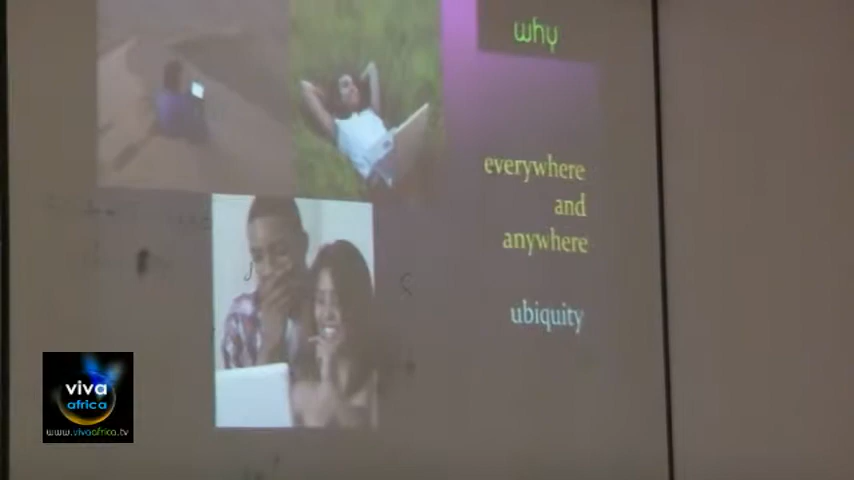 why
everywhere
and
anywhere
ubiquity
viva
africa
www.vivaafrica.tv